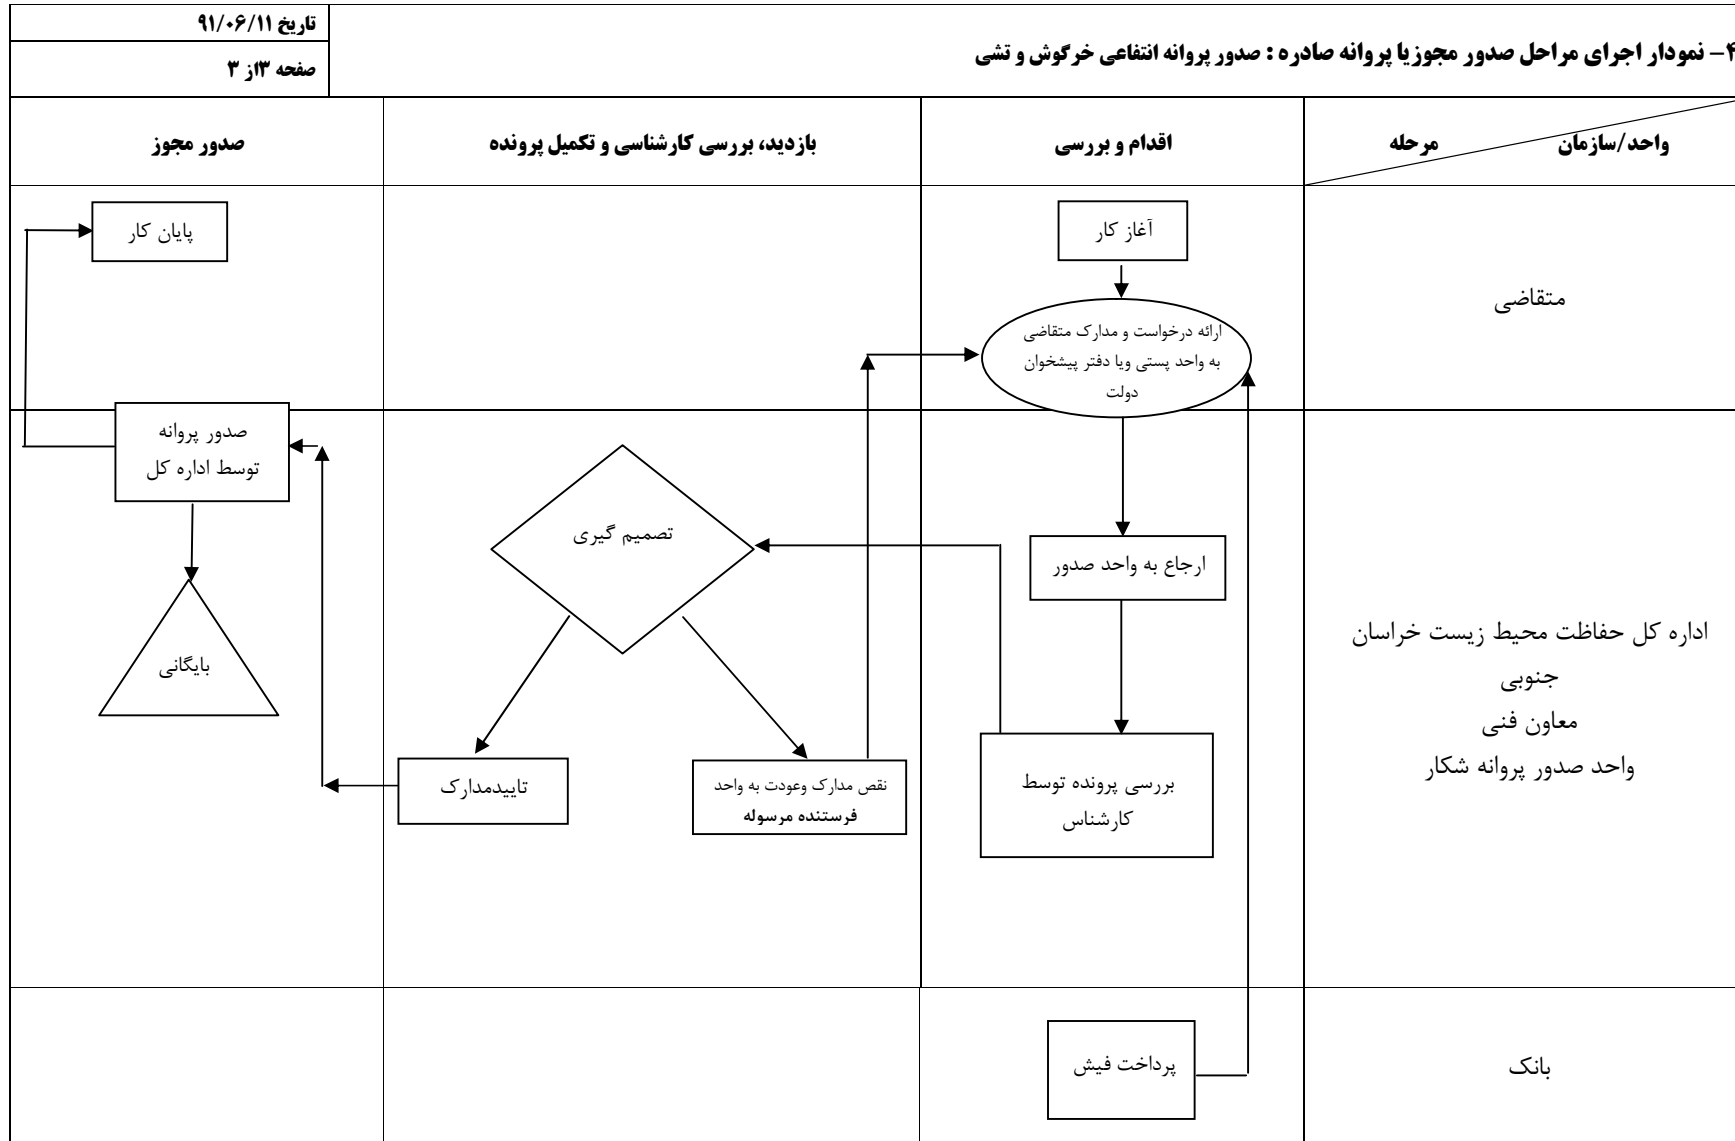 ۴- نمودار اجرای مراحل صدور مجوز یا پروانه صادره : صدور پروانه انتفاعی خرگوش و تشی
تاریخ ۹۱/۰۶/۱۱
صفحه ۳از ۳
واحد/سازمان مرحله
اقدام و بررسی
بازدید، بررسی کارشناسی و تکمیل پرونده
صدور مجوز
متقاضی
آغاز کار
ارائه درخواست و مدارک متقاضی
به واحد پستی ویا دفتر پیشخوان
دولت
پایان کار
اداره کل حفاظت محیط زیست خراسان
جنوبی
معاون فنی
واحد صدور پروانه شکار
ارجاع به واحد صدور
بررسی پرونده توسط
کارشناس
تصمیم گیری
نقص مدارک وعودت به واحد
فرستنده مرسوله
تاییدمدارک
صدور پروانه
توسط اداره کل
بایگانی
بانک
پرداخت فیش